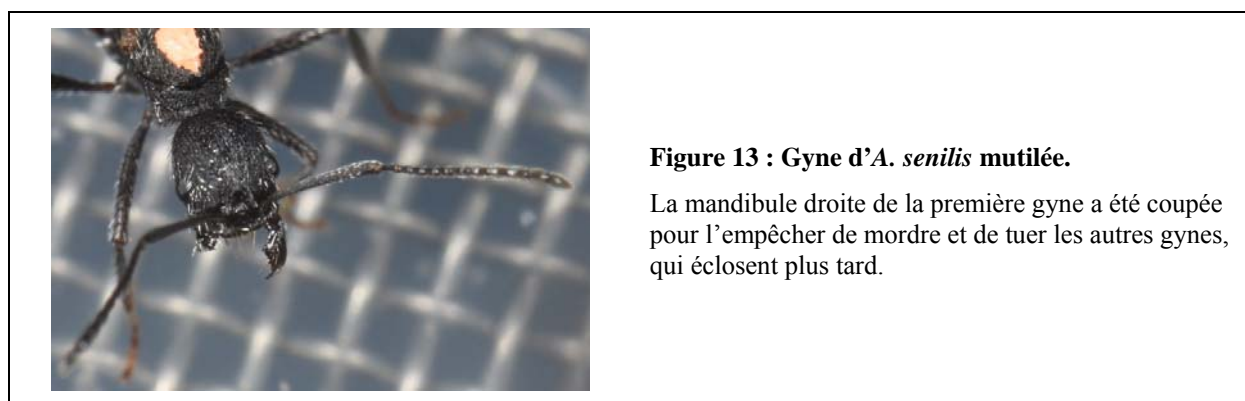 Figure 13 : Gyne d’A. senilis mutilée.
La mandibule droite de la première gyne a été coupée
pour l’empêcher de mordre et de tuer les autres gynes,
qui éclosent plus tard.